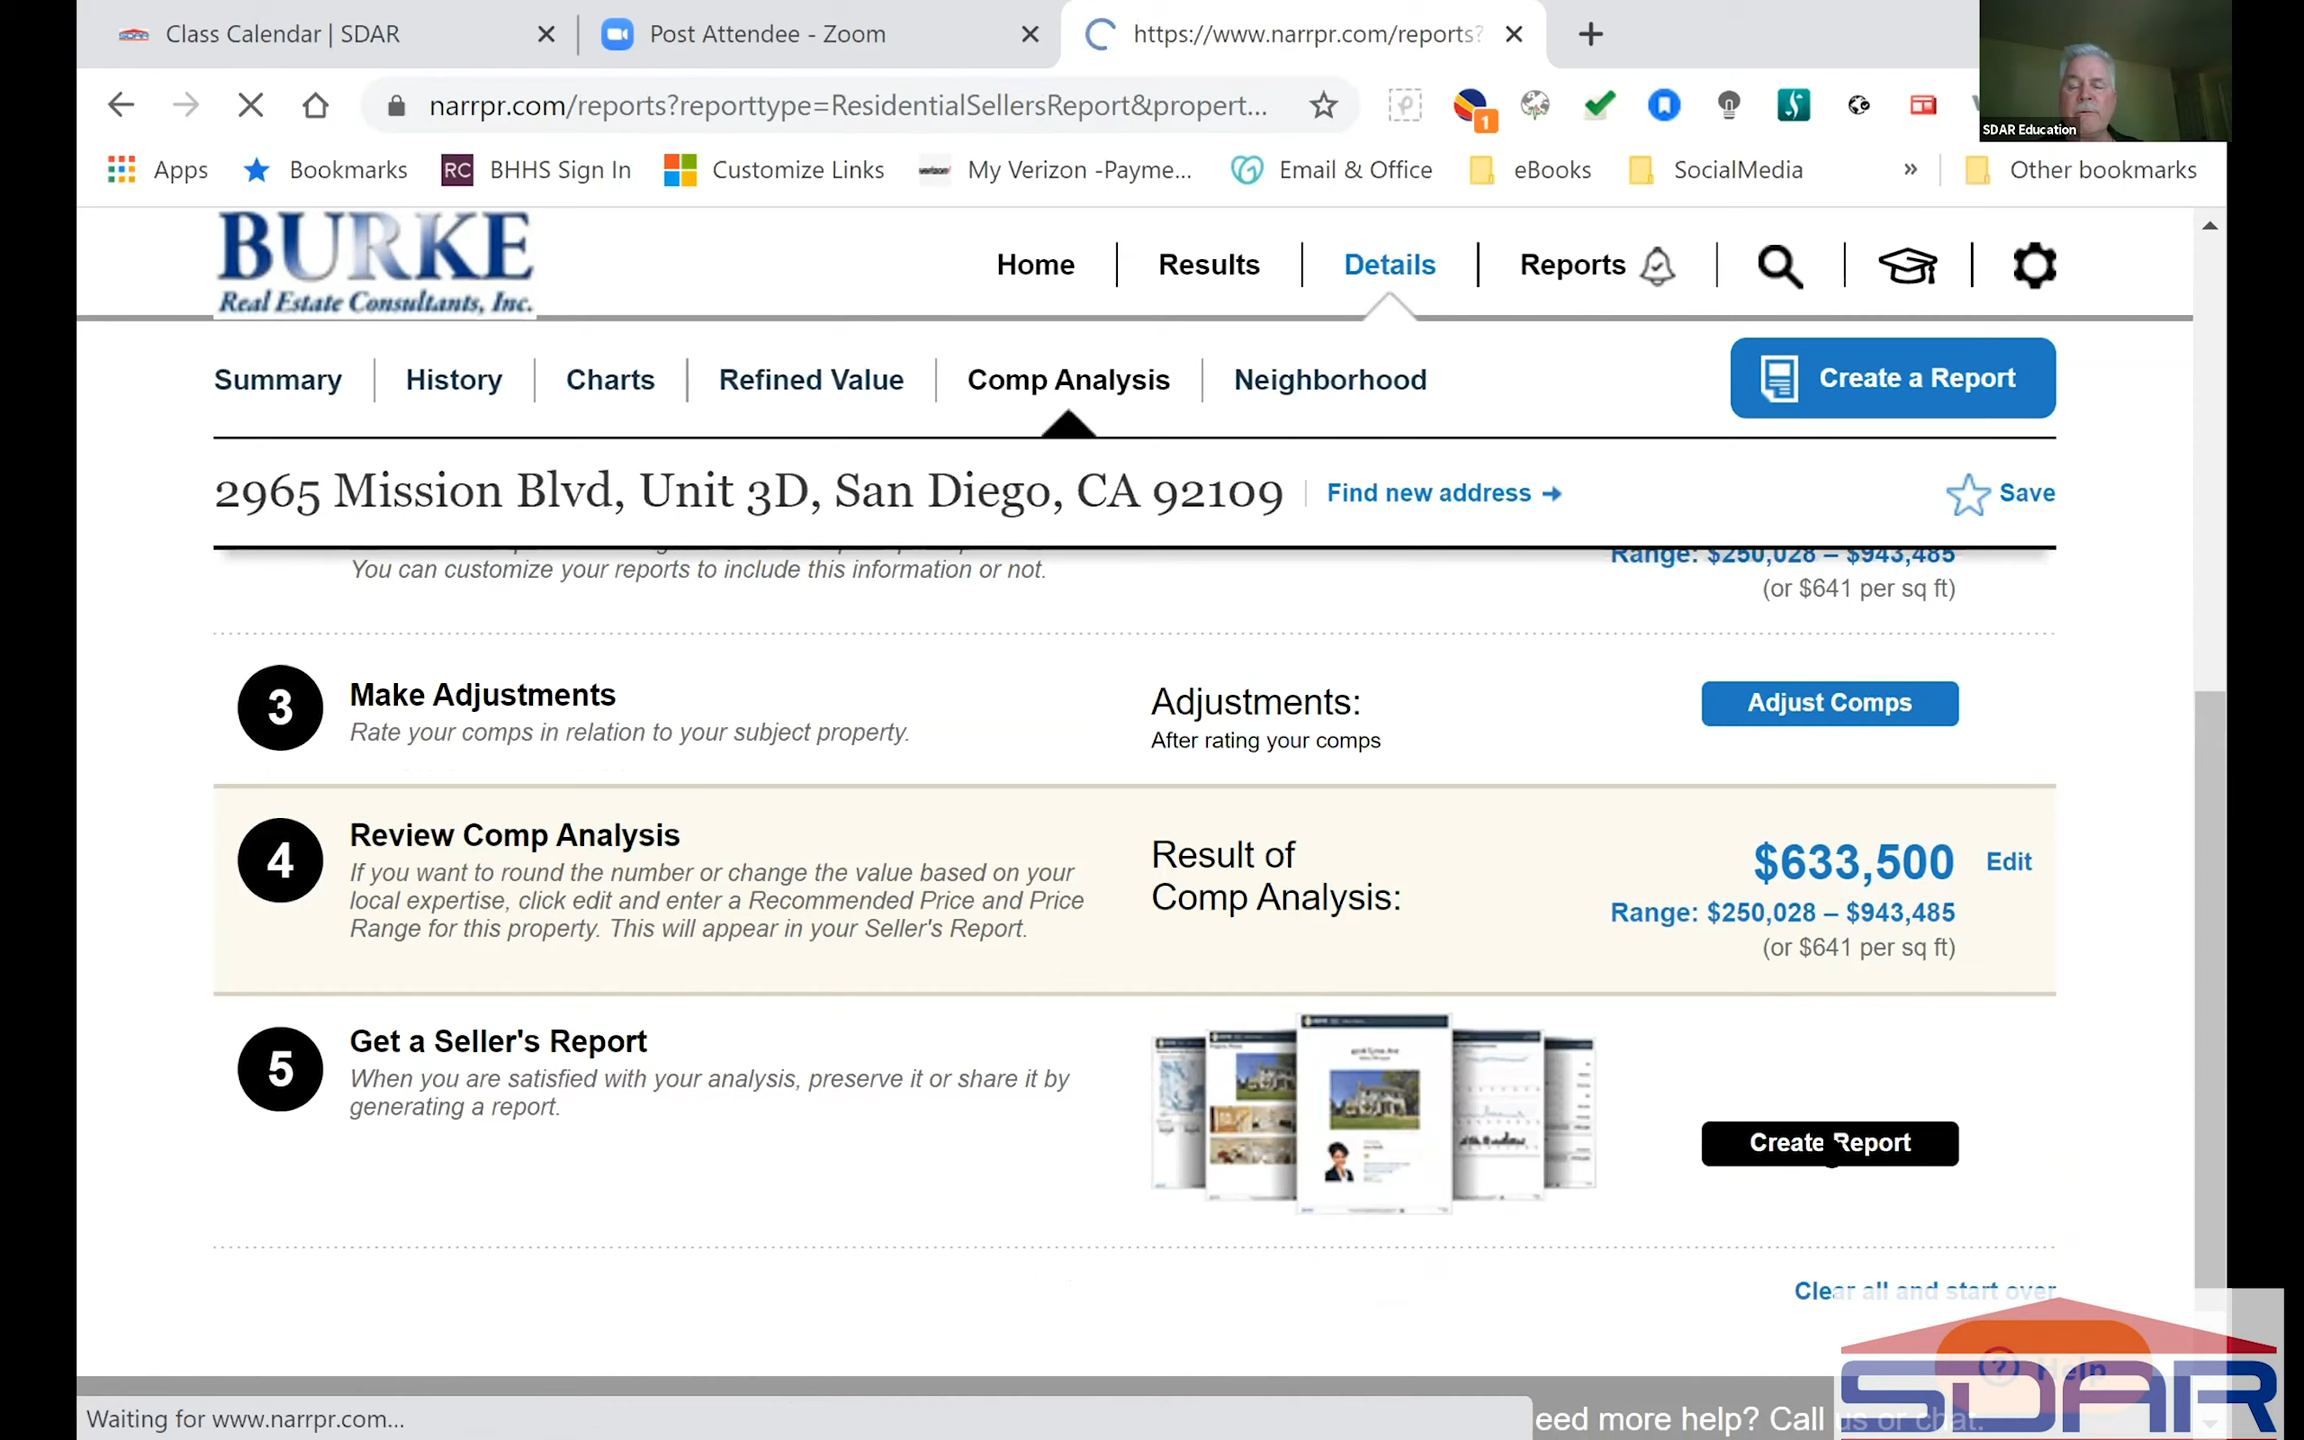 Class Calendar | SDAR
Post Attendee - Zoom
https://www.narrpr.com/reports?
narrpr.com/reports?reporttype=ResidentialSellersReport&propert...
1
SDAR Education
Apps
Bookmarks
RC BHHS Sign In
Customize Links
verizon My Verizon -Payme...
Email & Office
eBooks
SocialMedia
»
Other bookmarks
BURKE
Real Estate Consultants, Inc.
Home
Results
Details
Reports
Summary
History
Charts
Refined Value
Comp Analysis
Neighborhood
Create a Report
2965 Mission Blvd, Unit 3D, San Diego, CA 92109
Find new address
Save
You can customize your reports to include this information or not.
Range: $250,028 – $943,485
(or $641 per sq ft)
3
Make Adjustments
Rate your comps in relation to your subject property.
Adjustments:
After rating your comps
Adjust Comps
4
Review Comp Analysis
If you want to round the number or change the value based on your
local expertise, click edit and enter a Recommended Price and Price
Range for this property. This will appear in your Seller's Report.
Result of
Comp Analysis:
$633,500
Edit
Range: $250,028 – $943,485
(or $641 per sq ft)
5
Get a Seller's Report
When you are satisfied with your analysis, preserve it or share it by
generating a report.
Create Report
Clear all and start over
Help
SDAR
Waiting for www.narrpr.com...
eed more help? Call us or chat.